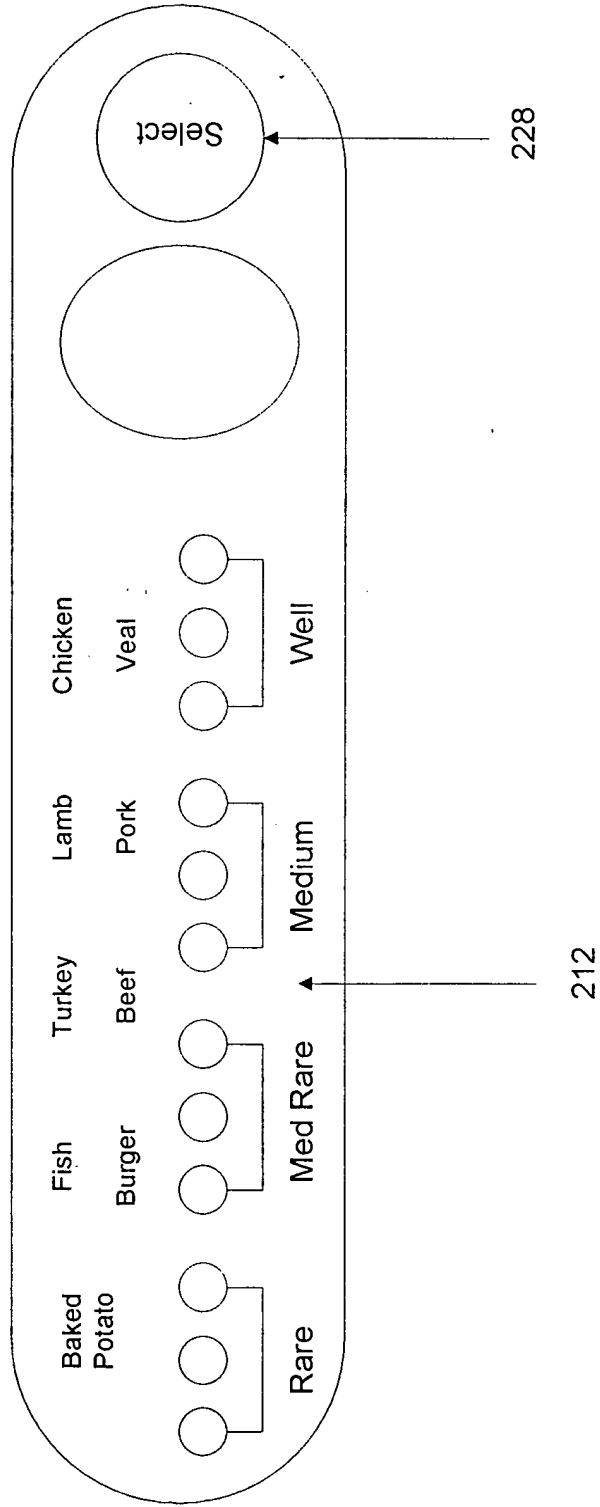 Baked Potato
Fish Turkey Lamb Chicken
Burger Beef Pork Veal
Rare Med Rare Medium Well
Select
212
228